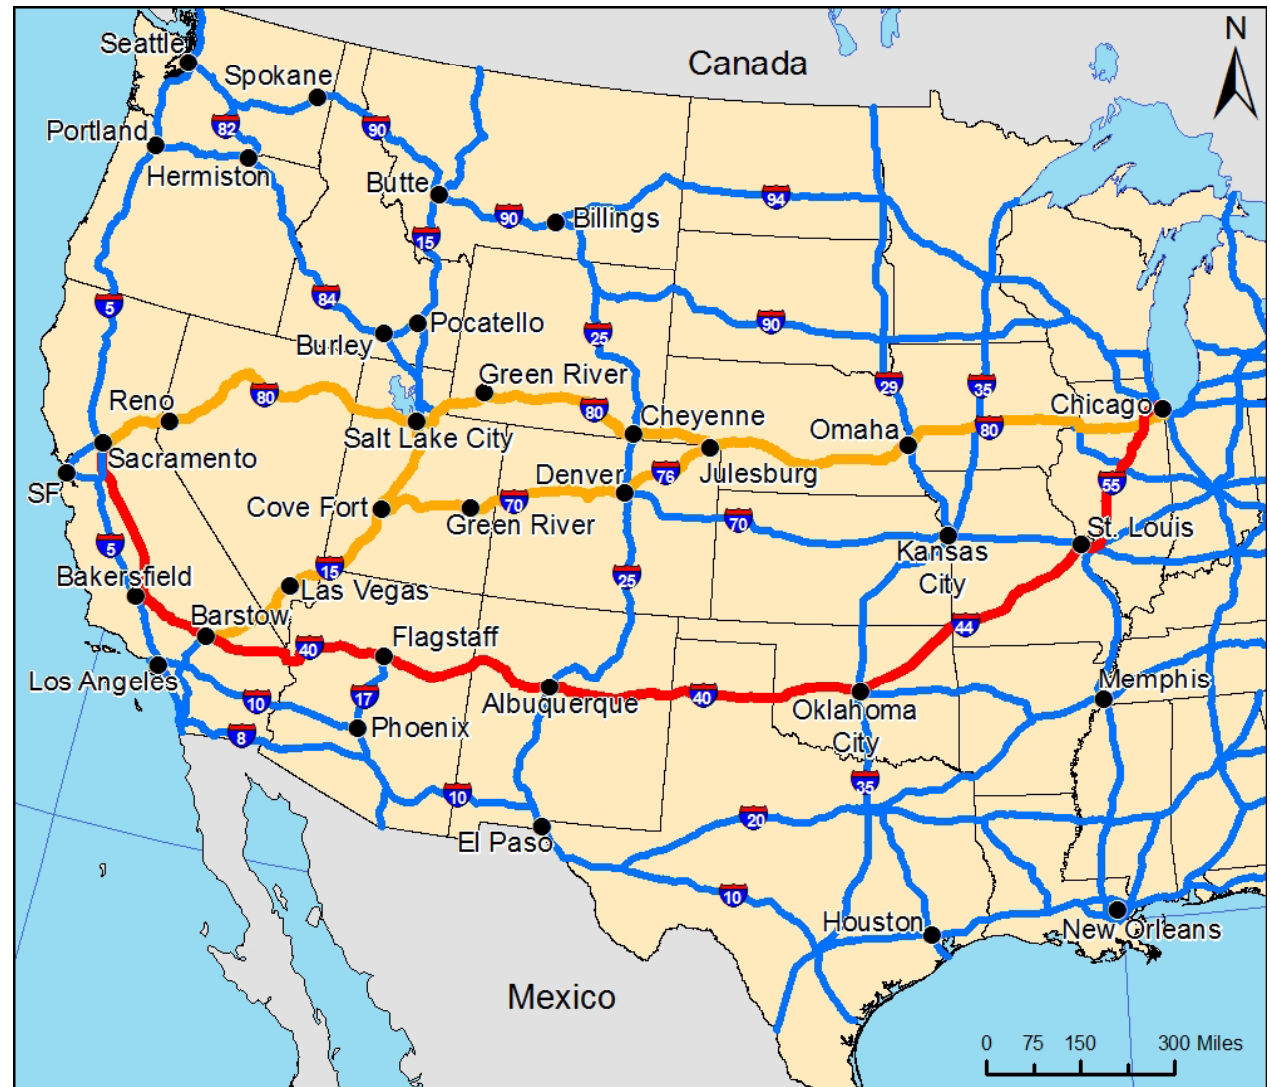 N
Canada
Seattle
Spokane
82
90
Portland
Hermiston
Butte
90
Billings
94
15
84
5
Pocatello
Burley
25
90
Green River
80
80
29
35
Reno
Chicago
Cheyenne
Omaha
80
Salt Lake City
Sacramento
Denver
76
Julesburg
SF
Cove Fort
70
55
Green River
70
St. Louis
5
Kansas
City
Bakersfield
15
25
Las Vegas
Barstow
44
40
Flagstaff
Los Angeles
17
40
Memphis
10
Albuquerque
Oklahoma
City
Phoenix
8
10
35
20
El Paso
10
Houston
New Orleans
Mexico
0 75 150 300 Miles